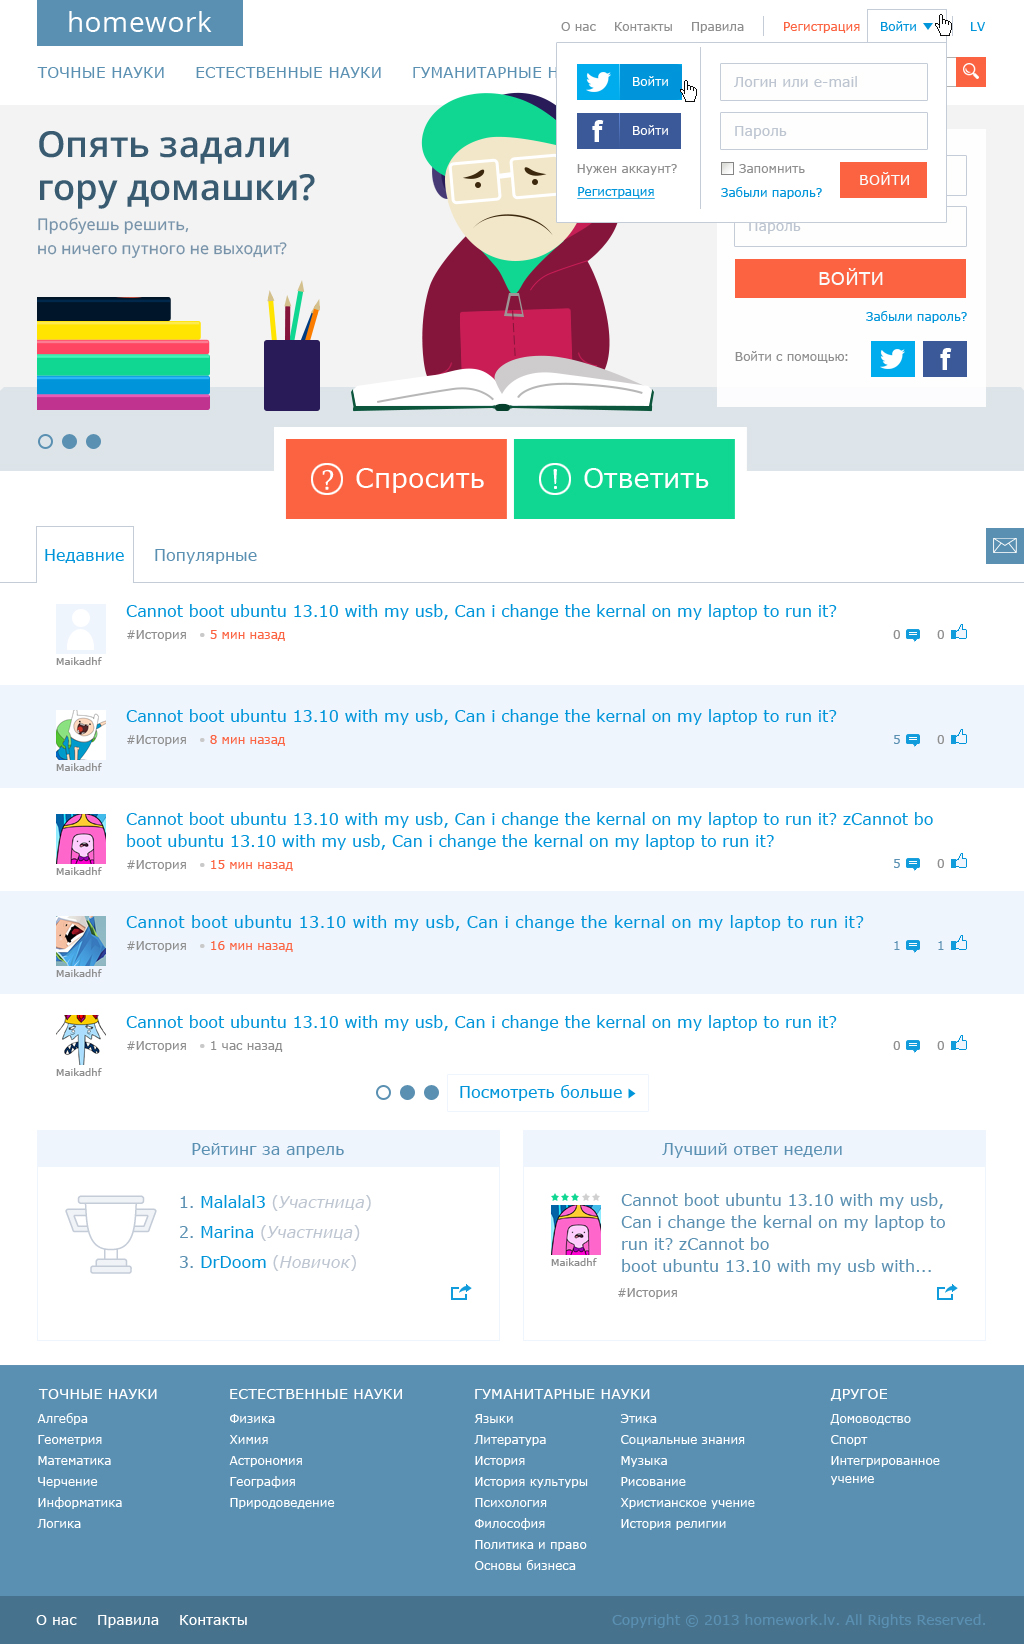 homework
О нас Контакты Правила Регистрация Войти LV
ТОЧНЫЕ НАУКИ ЕСТЕСТВЕННЫЕ НАУКИ ГУМАНИТАРНЫЕ Н
Войти
Логин или e-mail
Войти
Пароль
Нужен аккаунт?
Регистрация
Запомнить
Забыли пароль?
ВОЙТИ
Опять задали
гору домашки?
Пробуешь решить,
но ничего путного не выходит?
Пароль
ВОЙТИ
Забыли пароль?
Войти с помощью:
Спросить
Ответить
Недавние Популярные
Cannot boot ubuntu 13.10 with my usb, Can i change the kernal on my laptop to run it?
#История 5 мин назад 0 0
Maikadhf
Cannot boot ubuntu 13.10 with my usb, Can i change the kernal on my laptop to run it?
#История 8 мин назад 5 0
Maikadhf
Cannot boot ubuntu 13.10 with my usb, Can i change the kernal on my laptop to run it? zCannot bo
boot ubuntu 13.10 with my usb, Can i change the kernal on my laptop to run it?
#История 15 мин назад 5 0
Maikadhf
Cannot boot ubuntu 13.10 with my usb, Can i change the kernal on my laptop to run it?
#История 16 мин назад 1 1
Maikadhf
Cannot boot ubuntu 13.10 with my usb, Can i change the kernal on my laptop to run it?
#История 1 час назад 0 0
Maikadhf
Посмотреть больше
Рейтинг за апрель
1. Malalal3 (Участница)
2. Marina (Участница)
3. DrDoom (Новичок)
Лучший ответ недели
Cannot boot ubuntu 13.10 with my usb,
Can i change the kernal on my laptop to
run it? zCannot bo
boot ubuntu 13.10 with my usb with...
Maikadhf
#История
ТОЧНЫЕ НАУКИ
Алгебра
Геометрия
Математика
Черчение
Информатика
Логика
ЕСТЕСТВЕННЫЕ НАУКИ
Физика
Химия
Астрономия
География
Природоведение
ГУМАНИТАРНЫЕ НАУКИ
Языки
Литература
История
История культуры
Психология
Философия
Политика и право
Основы бизнеса
Этика
Социальные знания
Музыка
Рисование
Христианское учение
История религии
ДРУГОЕ
Домоводство
Спорт
Интегрированное
учение
О нас Правила Контакты
Copyright © 2013 homework.lv. All Rights Reserved.